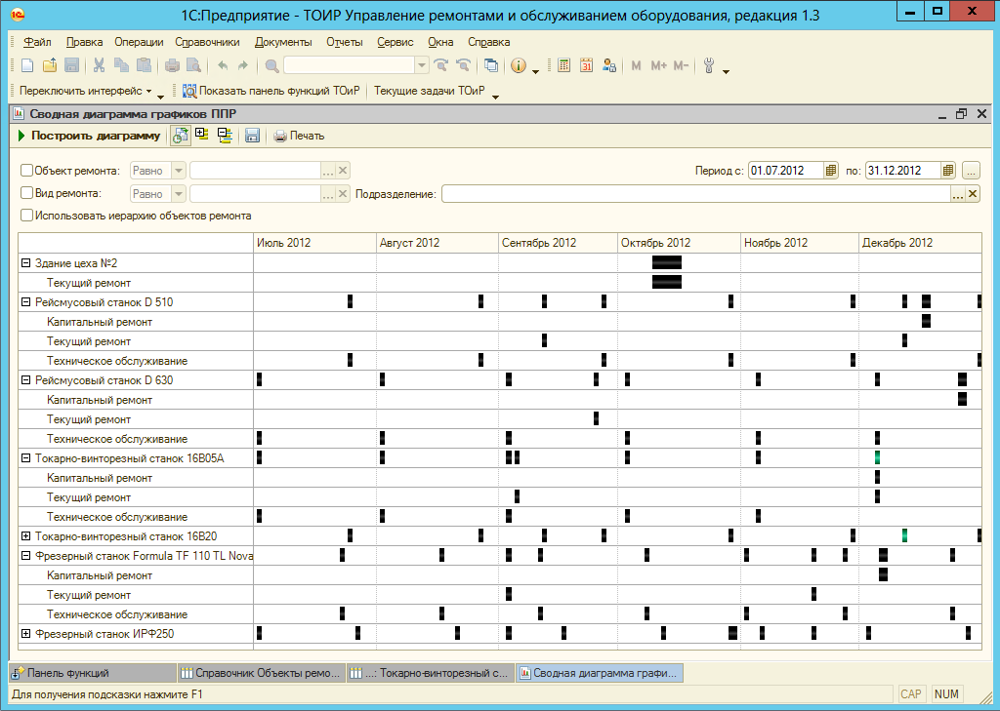 1С:Предприятие - ТОИР Управление ремонтами и обслуживанием оборудования, редакция 1.3
Файл Правка Операции Справочники Документы Отчеты Сервис Окна Справка
M M+ M-
Переключить интерфейс Показать панель функций ТОиР Текущие задачи ТОиР
Сводная диаграмма графиков ППР
Построить диаграмму Печать
Объект ремонта: Равно ... Период с: 01.07.2012 по: 31.12.2012 ...
Вид ремонта: Равно ... Подразделение: ...
Использовать иерархию объектов ремонта
Июль 2012 Август 2012 Сентябрь 2012 Октябрь 2012 Ноябрь 2012 Декабрь 2012
Здание цеха №2
Текущий ремонт
Рейсмусовый станок D 510
Капитальный ремонт
Текущий ремонт
Техническое обслуживание
Рейсмусовый станок D 630
Капитальный ремонт
Текущий ремонт
Техническое обслуживание
Токарно-винторезный станок 16В05А
Капитальный ремонт
Текущий ремонт
Техническое обслуживание
Токарно-винторезный станок 16В20
Фрезерный станок Formula TF 110 TL Nova
Капитальный ремонт
Текущий ремонт
Техническое обслуживание
Фрезерный станок ИРФ250
Панель функций Справочник Объекты ремо... ...: Токарно-винторезный с... Сводная диаграмма графи...
Для получения подсказки нажмите F1 CAP NUM